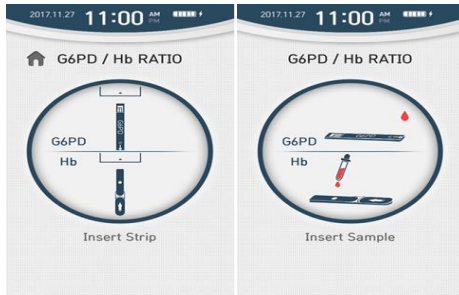 2017.11.27 11:00 AM PM
G6PD / Hb RATIO
G6PD
G6PD
Hb
Insert Strip
2017.11.27 11:00 AM PM
G6PD / Hb RATIO
G6PD
Hb
Insert Sample